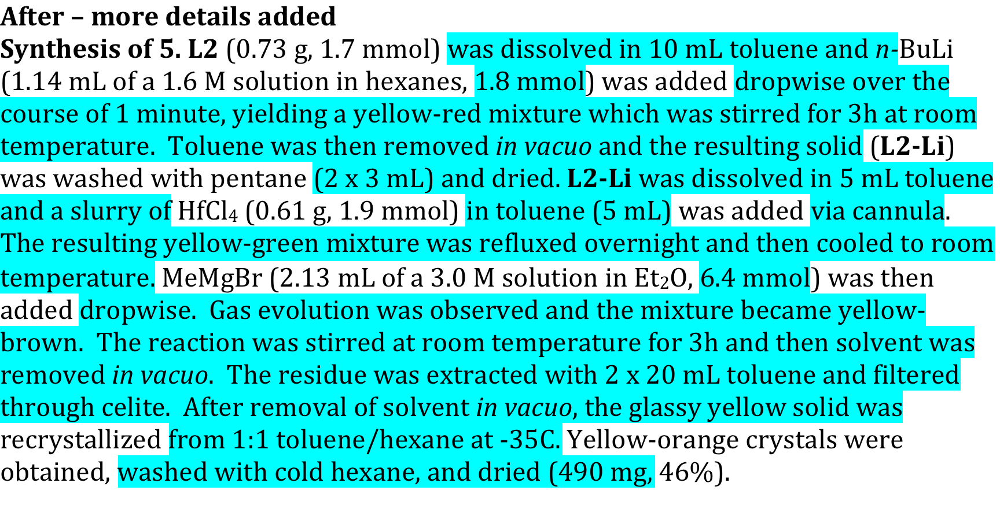 After – more details added
Synthesis of 5. L2 (0.73 g, 1.7 mmol) was dissolved in 10 mL toluene and n-BuLi
(1.14 mL of a 1.6 M solution in hexanes, 1.8 mmol) was added dropwise over the
course of 1 minute, yielding a yellow-red mixture which was stirred for 3h at room
temperature.  Toluene was then removed in vacuo and the resulting solid (L2-Li)
was washed with pentane (2 x 3 mL) and dried. L2-Li was dissolved in 5 mL toluene
and a slurry of HfCl4 (0.61 g, 1.9 mmol) in toluene (5 mL) was added via cannula.
The resulting yellow-green mixture was refluxed overnight and then cooled to room
temperature. MeMgBr (2.13 mL of a 3.0 M solution in Et2O, 6.4 mmol) was then
added dropwise.  Gas evolution was observed and the mixture became yellow-
brown.  The reaction was stirred at room temperature for 3h and then solvent was
removed in vacuo.  The residue was extracted with 2 x 20 mL toluene and filtered
through celite.  After removal of solvent in vacuo, the glassy yellow solid was
recrystallized from 1:1 toluene/hexane at -35C. Yellow-orange crystals were
obtained, washed with cold hexane, and dried (490 mg, 46%).